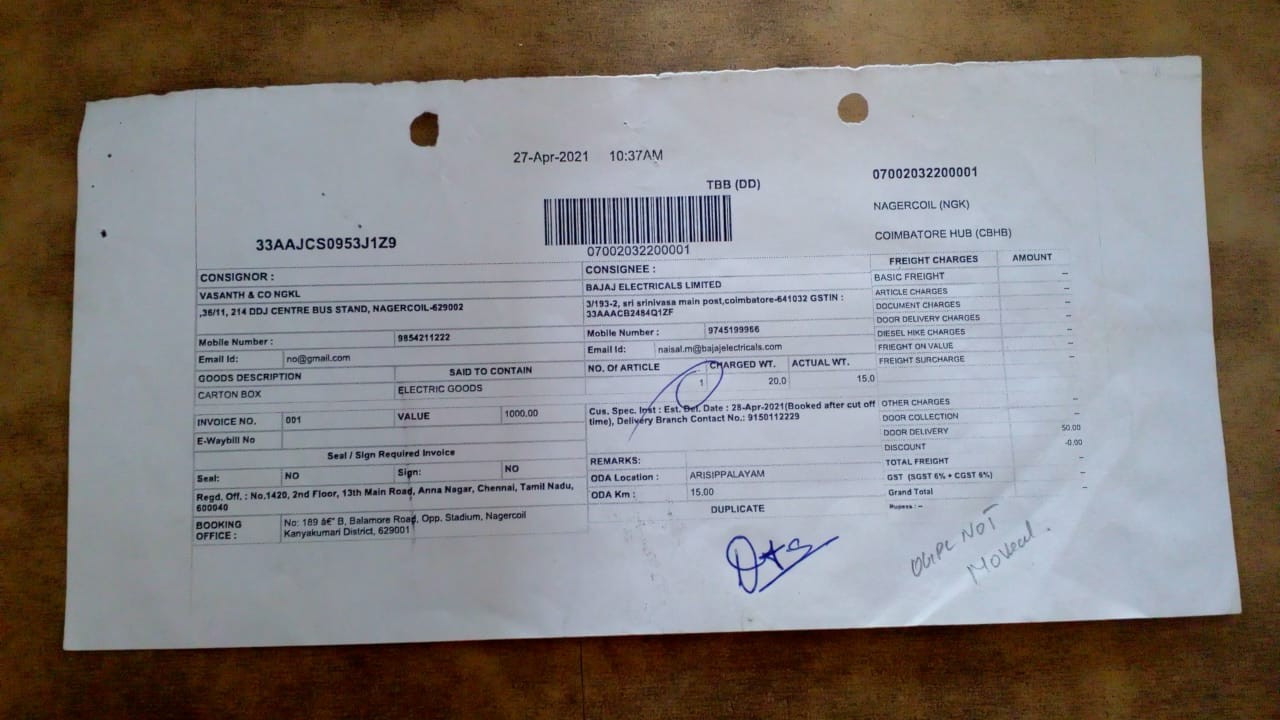 27-Apr-2021 10:37AM
TBB (DD)
07002032200001
NAGERCOIL (NGK)
COIMBATORE HUB (CBHB)
33AAJCS0953J1Z9
07002032200001
CONSIGNOR :
VASANTH & CO NGKL
,36/11, 214 DDJ CENTRE BUS STAND, NAGERCOIL-629002
Mobile Number : 9854211222
Email Id: no@gmail.com
GOODS DESCRIPTION SAID TO CONTAIN
CARTON BOX ELECTRIC GOODS
INVOICE NO. 001 VALUE 1000.00
E-Waybill No
Seal / Sign Required Invoice
Seal: NO Sign: NO
Regd. Off. : No.1420, 2nd Floor, 13th Main Road, Anna Nagar, Chennai, Tamil Nadu,
600040
BOOKING OFFICE : No: 189 â€" B, Balamore Road, Opp. Stadium, Nagercoil
Kanyakumari District, 629001
CONSIGNEE :
BAJAJ ELECTRICALS LIMITED
3/193-2, sri srinivasa main post,coimbatore-641032 GSTIN :
33AAACB2484Q1ZF
Mobile Number : 9745199966
Email Id: naisal.m@bajajelectricals.com
NO. Of ARTICLE CHARGED WT. ACTUAL WT.
1 20.0 15.0
Cus. Spec. Inst : Est. Del. Date : 28-Apr-2021(Booked after cut off
time), Delivery Branch Contact No.: 9150112229
REMARKS:
ODA Location : ARISIPPALAYAM
ODA Km : 15.00
DUPLICATE
FREIGHT CHARGES AMOUNT
BASIC FREIGHT --
ARTICLE CHARGES --
DOCUMENT CHARGES --
DOOR DELIVERY CHARGES --
DIESEL HIKE CHARGES --
FRIEGHT ON VALUE --
FREIGHT SURCHARGE --
OTHER CHARGES --
DOOR COLLECTION --
DOOR DELIVERY 50.00
DISCOUNT -0.00
TOTAL FREIGHT --
GST (SGST 6% + CGST 6%) --
Grand Total --
Rupees : --
NOT
Moved.